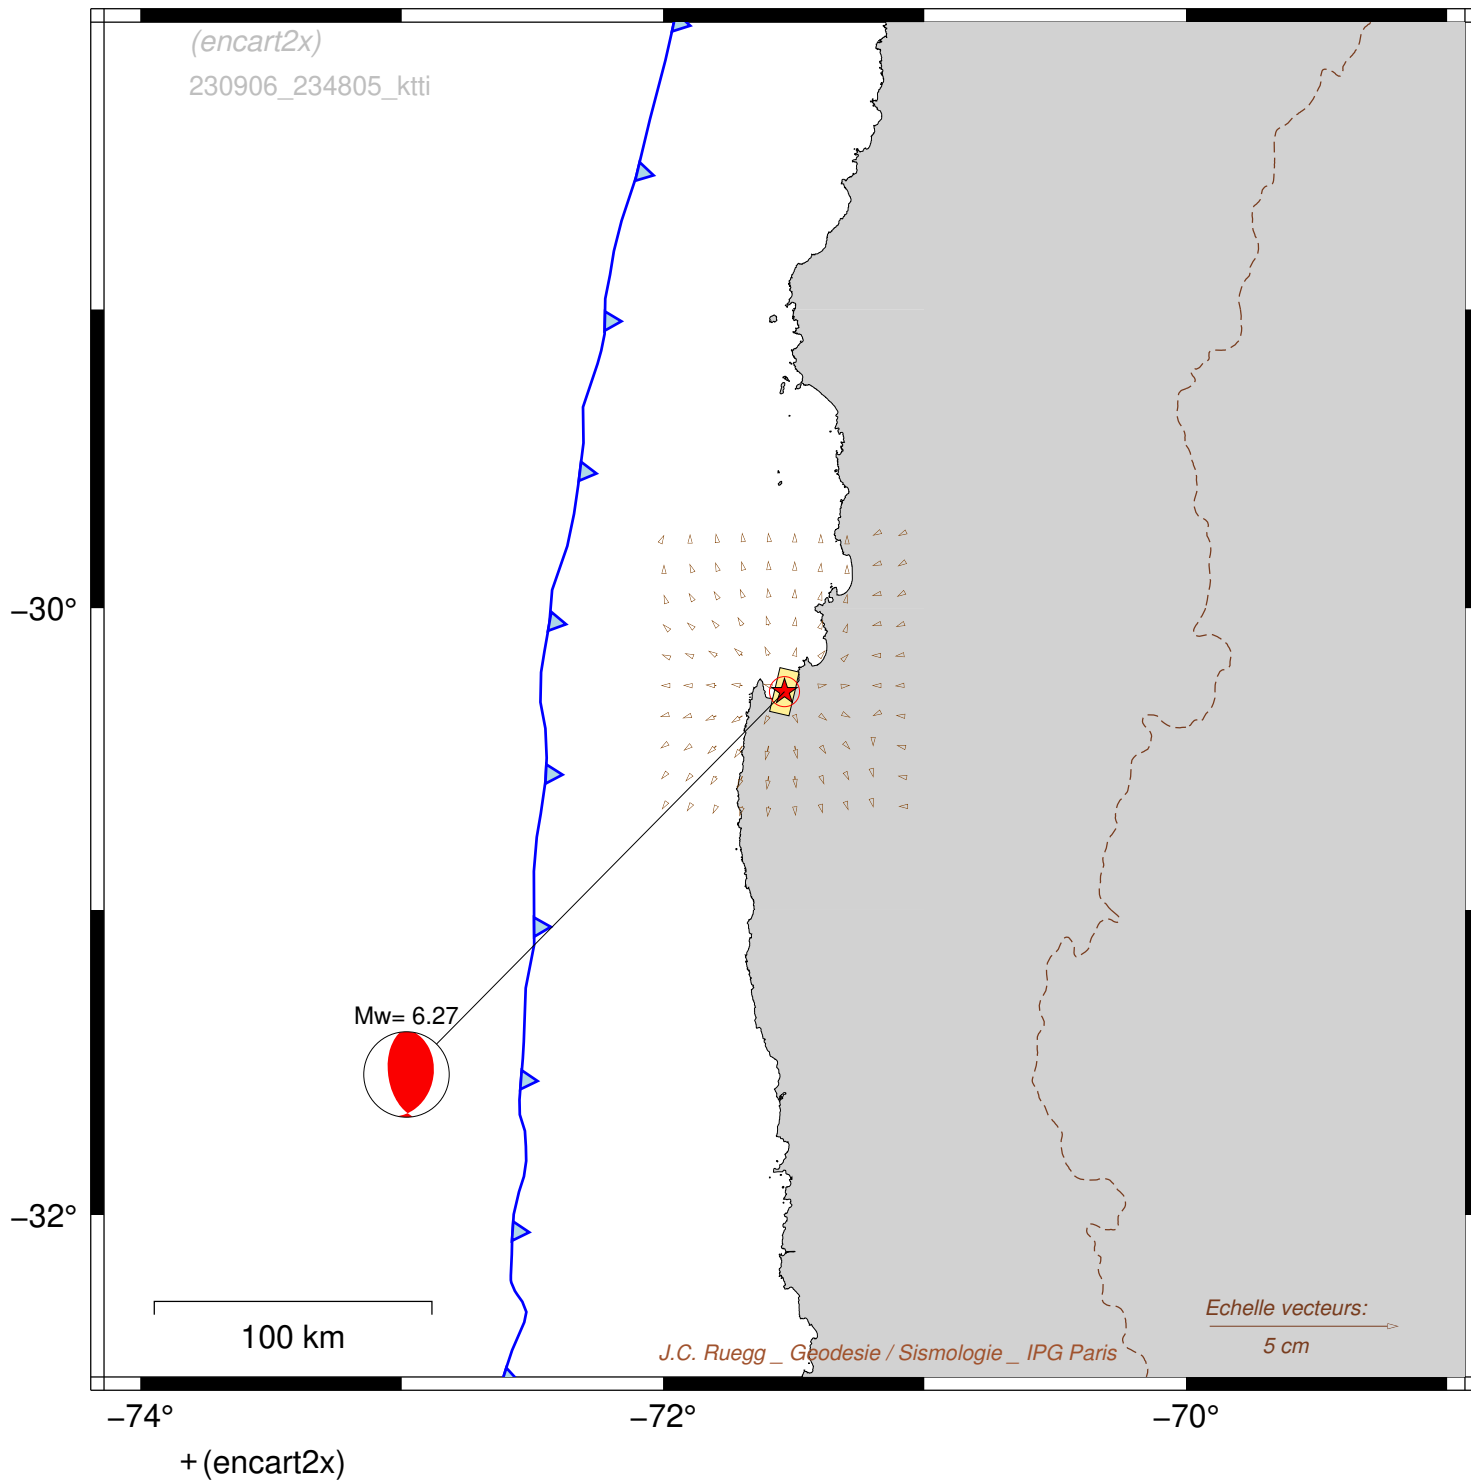 (encart2x)
230906_234805_ktti
−30°
Mw= 6.27
−32°
100 km
Echelle vecteurs:
5 cm
J.C. Ruegg _ Geodesie / Sismologie _ IPG Paris
−74°
−72°
−70°
+ (encart2x)